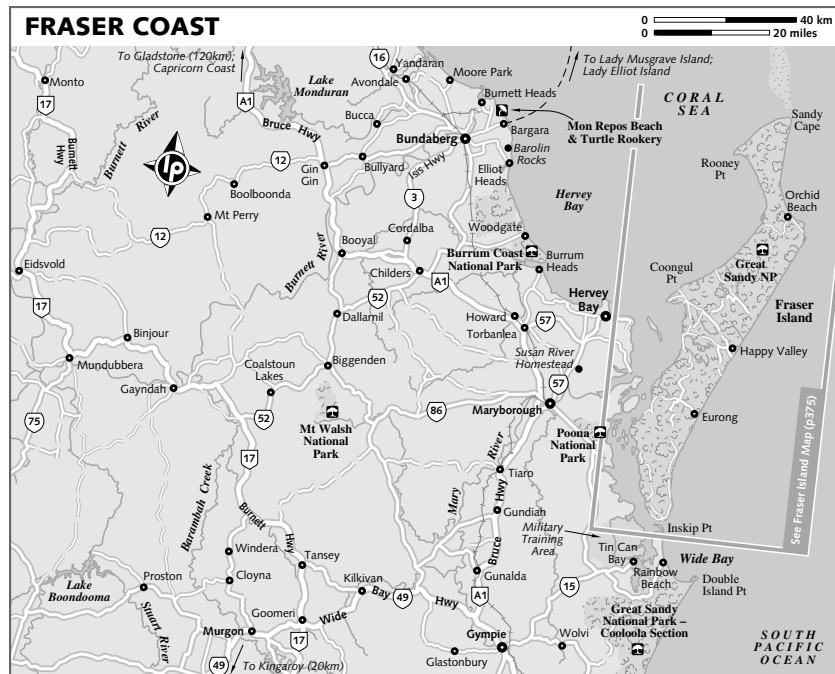 FRASER COAST
0 40 km
0 20 miles
To Gladstone (120km);
Capricorn Coast
To Lady Musgrave Island;
Lady Elliot Island
16
Yandaran
Avondale
Moore Park
Lake
Monduran
Monto
17
A1
Burnett Heads
CORAL
SEA
Sandy
Cape
Bucca
Bruce Hwy
Bundaberg
Bargara
Mon Repos Beach
& Turtle Rookery
Burnett
Hwy
Burnett River
lp
12
Gin
Gin
Bullyard
Isis Hwy
Barolin
Rocks
Elliot
Heads
Rooney
Pt
Boolboonda
3
Hervey
Bay
Orchid
Beach
Mt Perry
12
Cordalba
Woodgate
Booyal
Burrum Coast
National Park
Burrum
Heads
Great
Sandy NP
Eidsvold
Burnett River
Childers
A1
Coongul
Pt
52
Hervey
Bay
Fraser
Island
17
Dallarnil
Howard
57
Torbanlea
Binjour
Happy Valley
Mundubbera
Coalstoun
Lakes
Biggenden
Susan River
Homestead
Gayndah
57
75
52
86
Maryborough
Eurong
Mt Walsh
National
Park
Poona
National
Park
17
Mary River
Tiaro
See Fraser Island Map (p375)
Barambah Creek
Burnett
Hwy
Gundiah
Military
Training
Area
Inskip Pt
Bruce Hwy
Windera
Tansey
Tin Can
Bay
Rainbow
Beach
Wide Bay
Lake
Boondooma
Proston
Cloyna
Kilkivan
Gunalda
Double
Island Pt
Wide Bay Hwy
49
A1
15
Stuart River
Goomeri
Great Sandy
National Park –
Cooloola Section
Murgon
17
Gympie
Wolvi
SOUTH
PACIFIC
OCEAN
49
To Kingaroy (20km)
Glastonbury